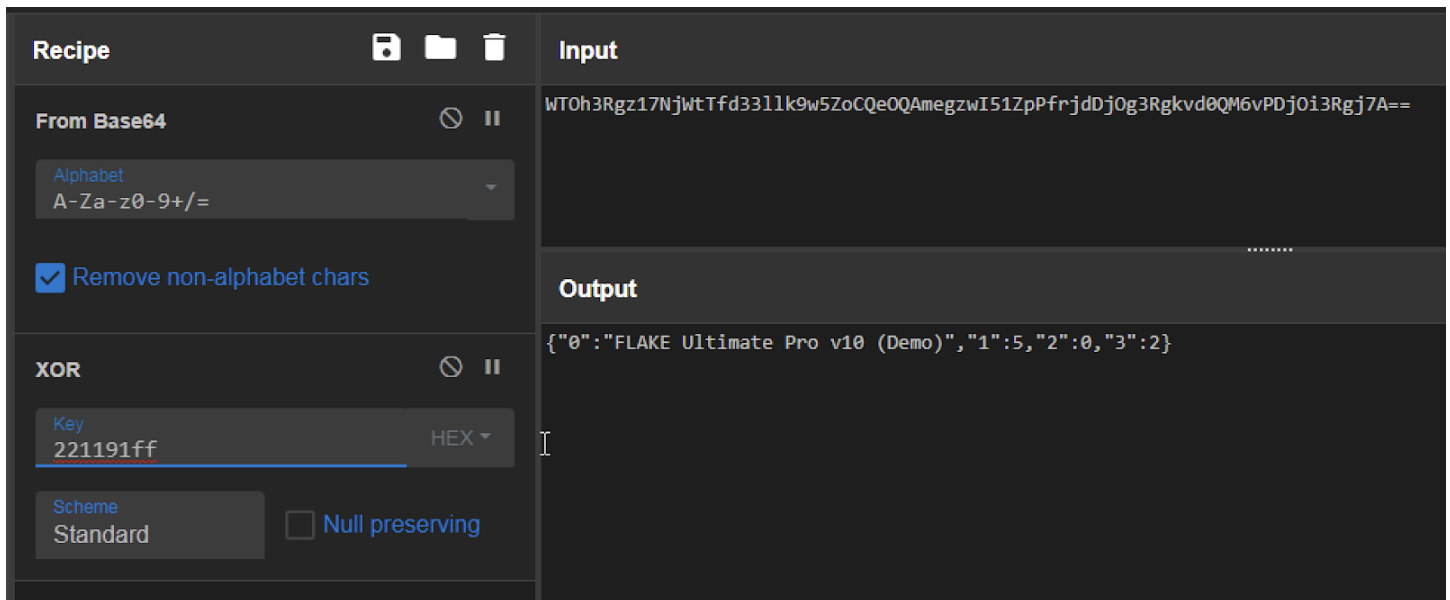 Recipe
Input
From Base64
Alphabet
A-Za-z0-9+/=
Remove non-alphabet chars
XOR
Key
221191ff
HEX
Scheme
Standard
Null preserving
WTOh3Rgz17NjWtTfd33llk9w5ZoCQeOQAmegzwI51ZpPfrjdDjOg3Rgkvd0QM6vPDjOi3Rgj7A==
Output
{"0":"FLAKE Ultimate Pro v10 (Demo)","1":5,"2":0,"3":2}